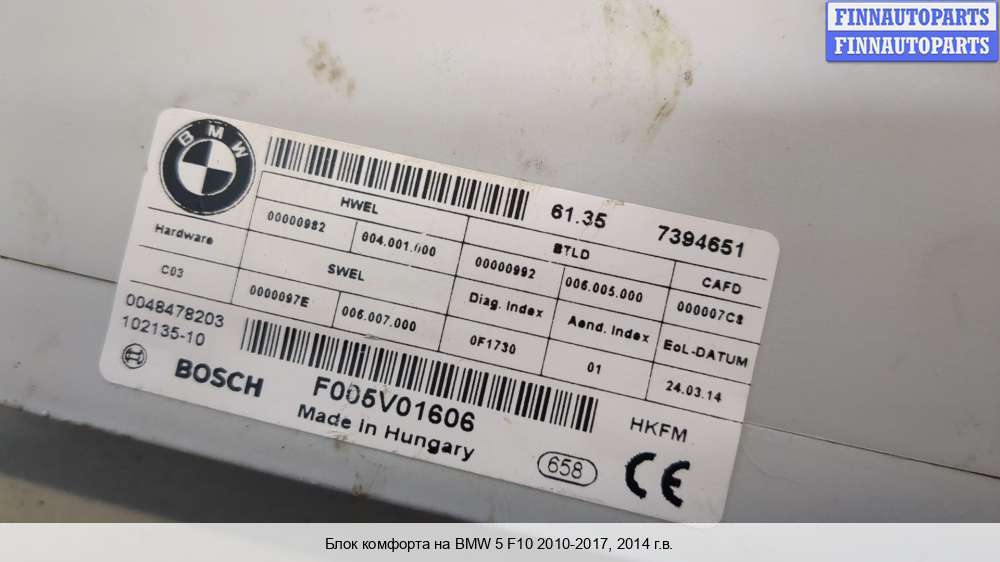 FINNAUTOPARTS
FINNAUTOPARTS
BMW
61.35 7394651
HWEL BTLD CAFD
00000982 004.001.000 00000992 006.005.000 000007C8
Hardware SWEL Diag. Index Aend. Index EoL-DATUM
C03 0000097E 006.007.000 0F1730 01 24.03.14
0048478203
102135-10
BOSCH F005V01606 HKFM
Made in Hungary 658 CE
Блок комфорта на BMW 5 F10 2010-2017, 2014 г.в.